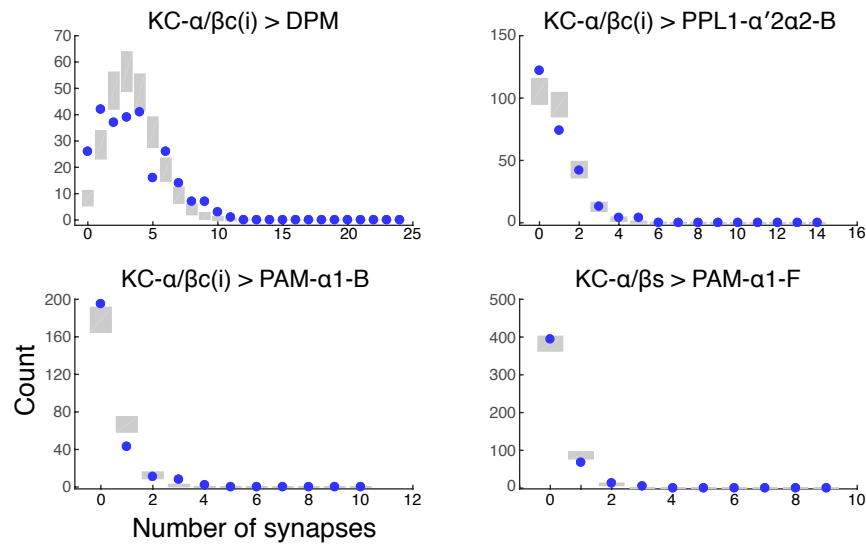 KC-α/βc(i) > DPM
70
60
50
40
30
20
10
0
0 5 10 15 20 25
KC-α/βc(i) > PPL1-α′2α2-B
150
100
50
0
0 2 4 6 8 10 12 14 16
KC-α/βc(i) > PAM-α1-B
200
160
120
80
40
0
0 2 4 6 8 10 12
KC-α/βs > PAM-α1-F
500
400
300
200
100
0
0 2 4 6 8 10
Count
Number of synapses